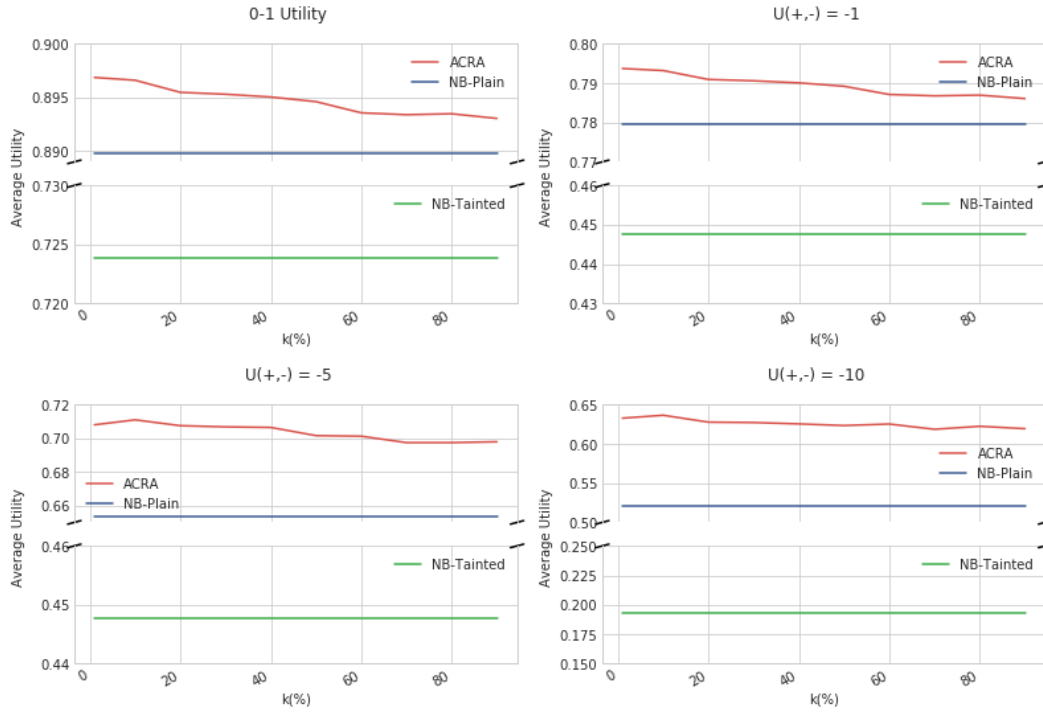 0-1 Utility
Average Utility
0.900
0.895
0.890
ACRA
NB-Plain
0.730
0.725
0.720
NB-Tainted
0
20
40
60
80
k(%)
U(+,-) = -1
Average Utility
0.80
0.79
0.78
0.77
ACRA
NB-Plain
0.46
0.45
0.44
0.43
NB-Tainted
0
20
40
60
80
k(%)
U(+,-) = -5
Average Utility
0.72
0.70
0.68
0.66
ACRA
NB-Plain
0.46
0.45
0.44
NB-Tainted
0
20
40
60
80
k(%)
U(+,-) = -10
Average Utility
0.65
0.60
0.55
0.50
ACRA
NB-Plain
0.250
0.225
0.200
0.175
0.150
NB-Tainted
0
20
40
60
80
k(%)